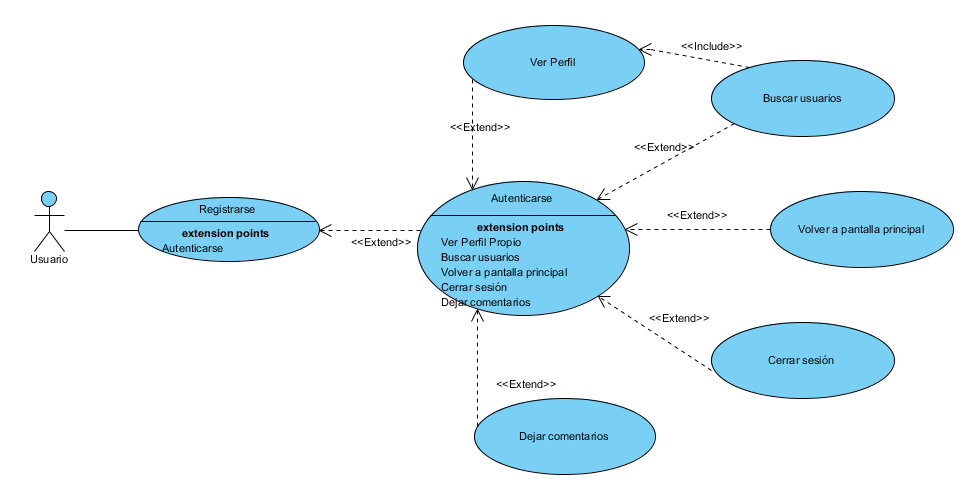 Ver Perfil
<<Include>>
Buscar usuarios
<<Extend>>
<<Extend>>
Usuario
Registrarse
extension points
Autenticarse
<<Extend>>
Autenticarse
extension points
Ver Perfil Propio
Buscar usuarios
Volver a pantalla principal
Cerrar sesión
Dejar comentarios
<<Extend>>
Volver a pantalla principal
<<Extend>>
Cerrar sesión
<<Extend>>
Dejar comentarios